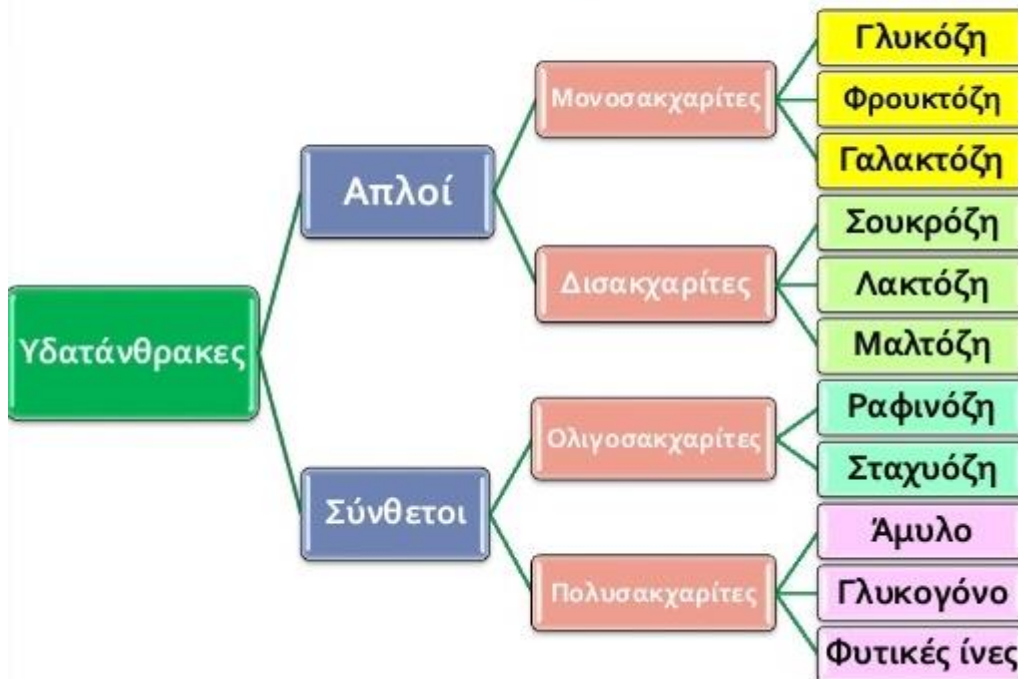 Υδατάνθρακες
Απλοί
Μονοσακχαρίτες
Γλυκόζη
Φρουκτόζη
Γαλακτόζη
Δισακχαρίτες
Σουκρόζη
Λακτόζη
Μαλτόζη
Σύνθετοι
Ολιγοσακχαρίτες
Ραφινόζη
Σταχυόζη
Πολυσακχαρίτες
Άμυλο
Γλυκογόνο
Φυτικές ίνες